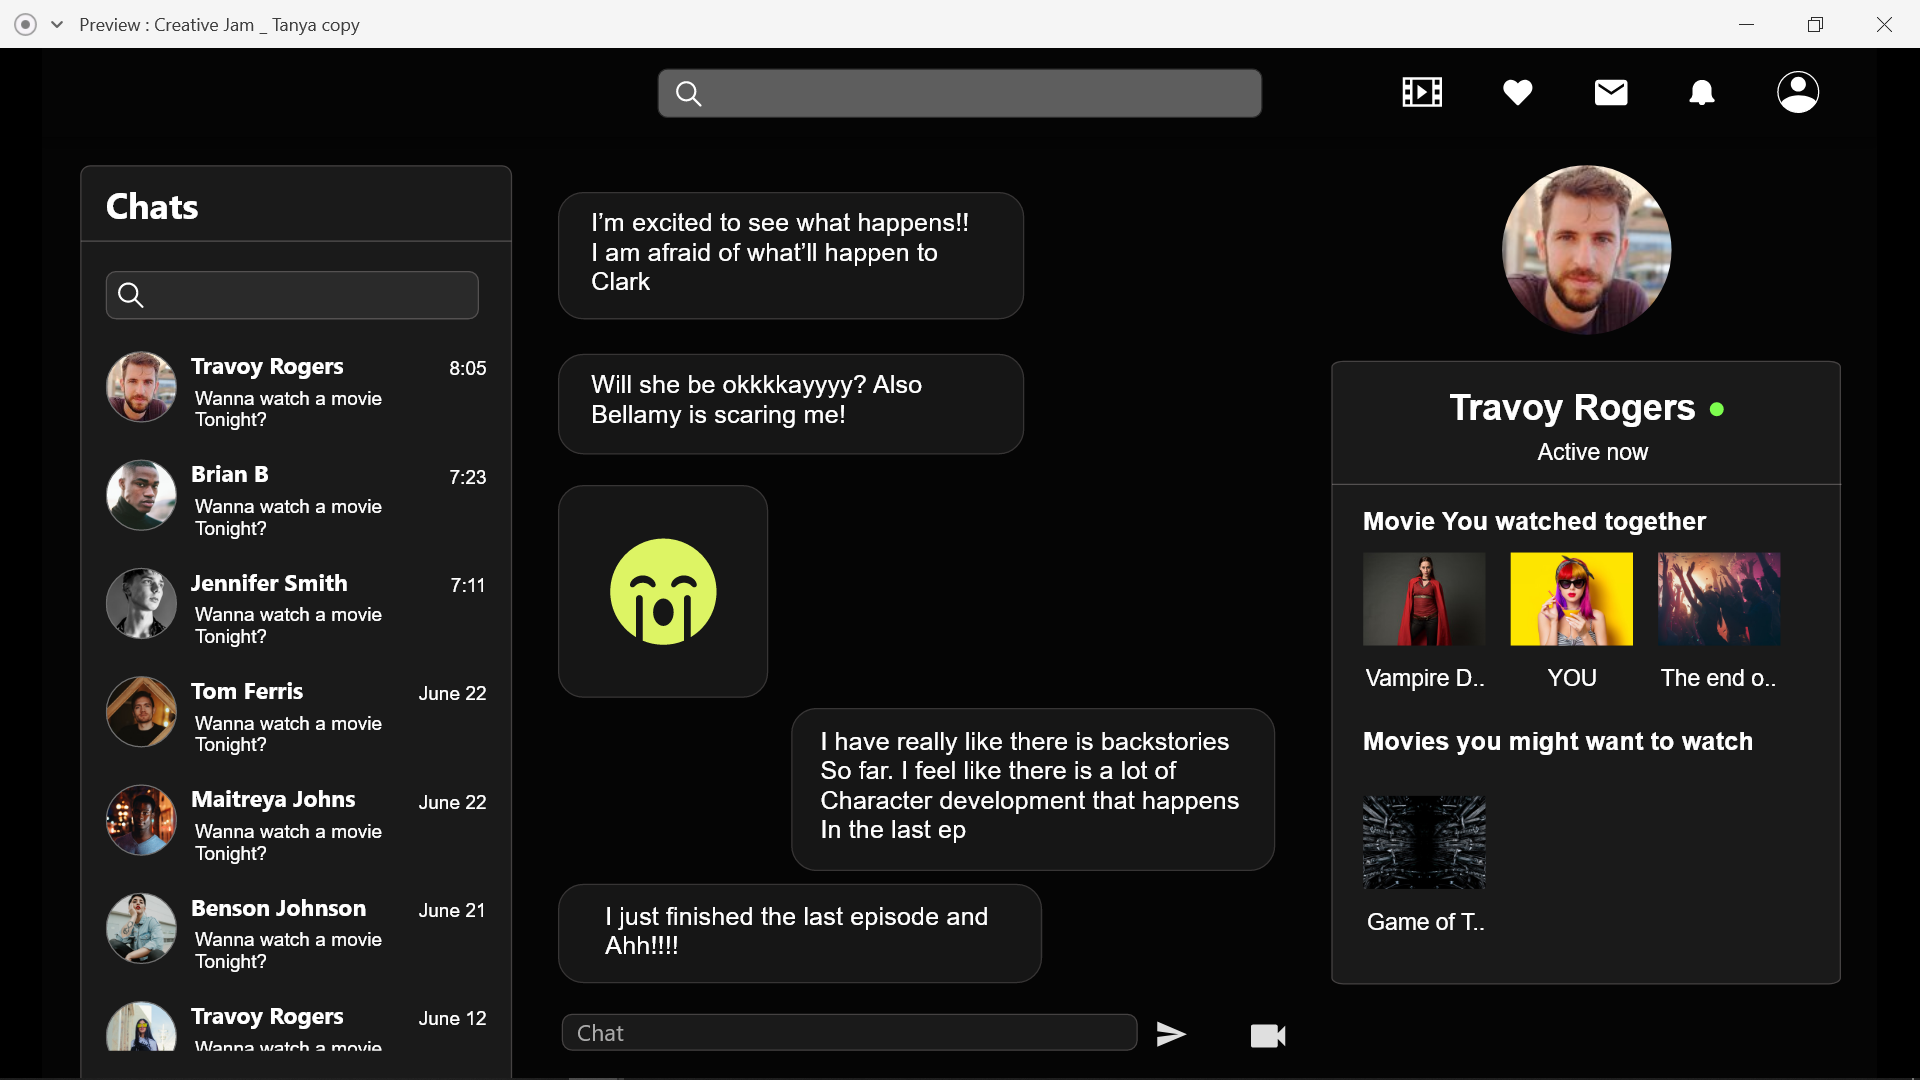 Preview : Creative Jam _ Tanya copy
Chats
Travoy Rogers 8:05
Wanna watch a movie
Tonight?
Brian B 7:23
Wanna watch a movie
Tonight?
Jennifer Smith 7:11
Wanna watch a movie
Tonight?
Tom Ferris June 22
Wanna watch a movie
Tonight?
Maitreya Johns June 22
Wanna watch a movie
Tonight?
Benson Johnson June 21
Wanna watch a movie
Tonight?
Travoy Rogers June 12
Wanna watch a movie
I’m excited to see what happens!!
I am afraid of what’ll happen to
Clark
Will she be okkkkayyyy? Also
Bellamy is scaring me!
I have really like there is backstories
So far. I feel like there is a lot of
Character development that happens
In the last ep
I just finished the last episode and
Ahh!!!!
Chat
Travoy Rogers
Active now
Movie You watched together
Vampire D.. YOU The end o..
Movies you might want to watch
Game of T..